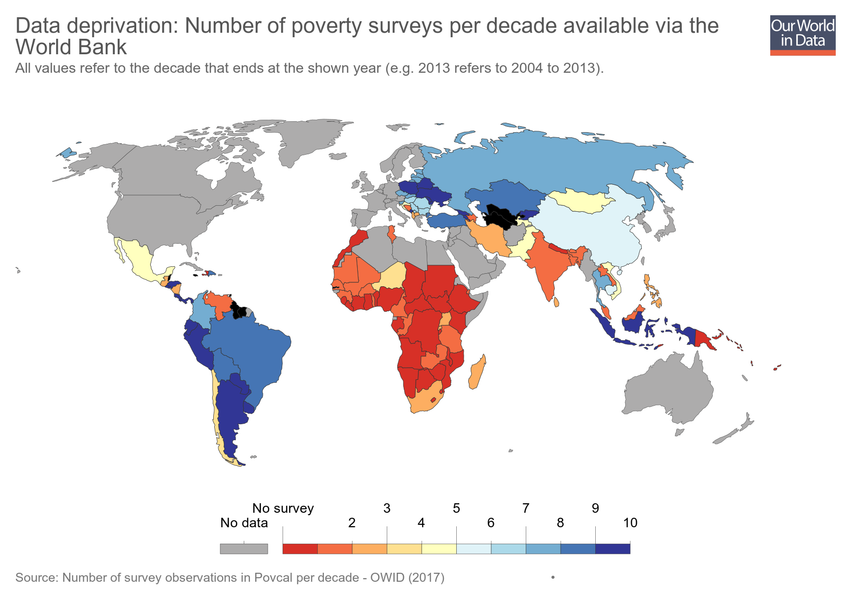 Data deprivation: Number of poverty surveys per decade available via the
World Bank
All values refer to the decade that ends at the shown year (e.g. 2013 refers to 2004 to 2013).
Our World
in Data
No survey 3 5 7 9
No data 2 4 6 8 10
Source: Number of survey observations in Povcal per decade - OWID (2017) •